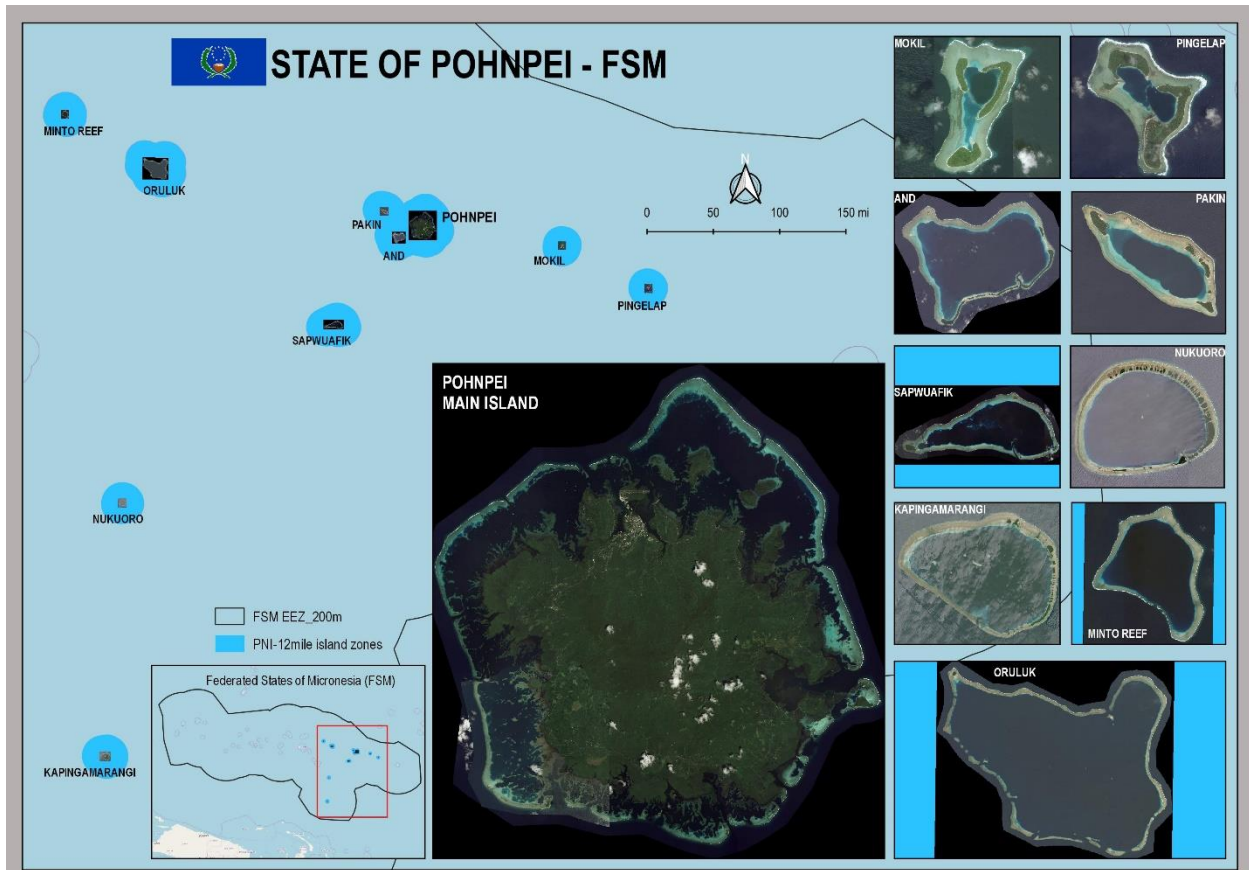 STATE OF POHNPEI - FSM
MINTO REEF
ORULUK
PAKIN
POHNPEI
AND
MOKIL
PINGELAP
SAPWUAFIK
NUKUORO
KAPINGAMARANGI
N
0 50 100 150 mi
FSM EEZ_200m
PNI-12mile island zones
Federated States of Micronesia (FSM)
POHNPEI
MAIN ISLAND
MOKIL
PINGELAP
AND
PAKIN
SAPWUAFIK
NUKUORO
KAPINGAMARANGI
MINTO REEF
ORULUK